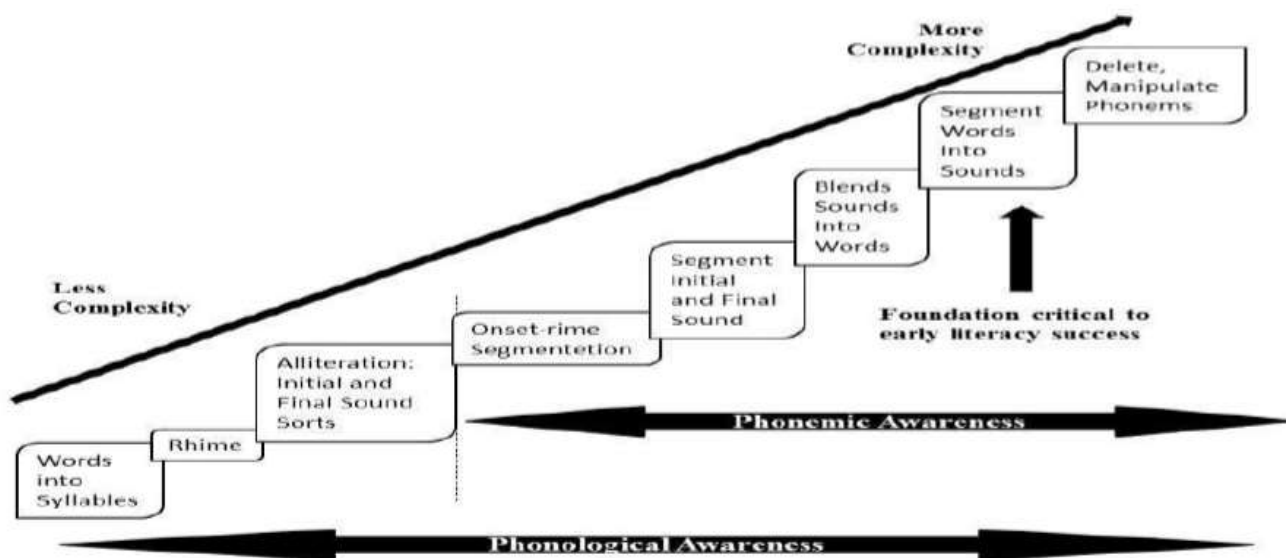 More
Complexity
Delete,
Manipulate
Phonems
Segment
Words
Into
Sounds
Blends
Sounds
Into
Words
Less
Complexity
Segment
Initial
and Final
Sound
Foundation critical to
early literacy success
Onset-rime
Segmentetion
Alliteration:
Initial and
Final Sound
Sorts
Phonemic Awareness
Rhime
Words
into
Syllables
Phonological Awareness